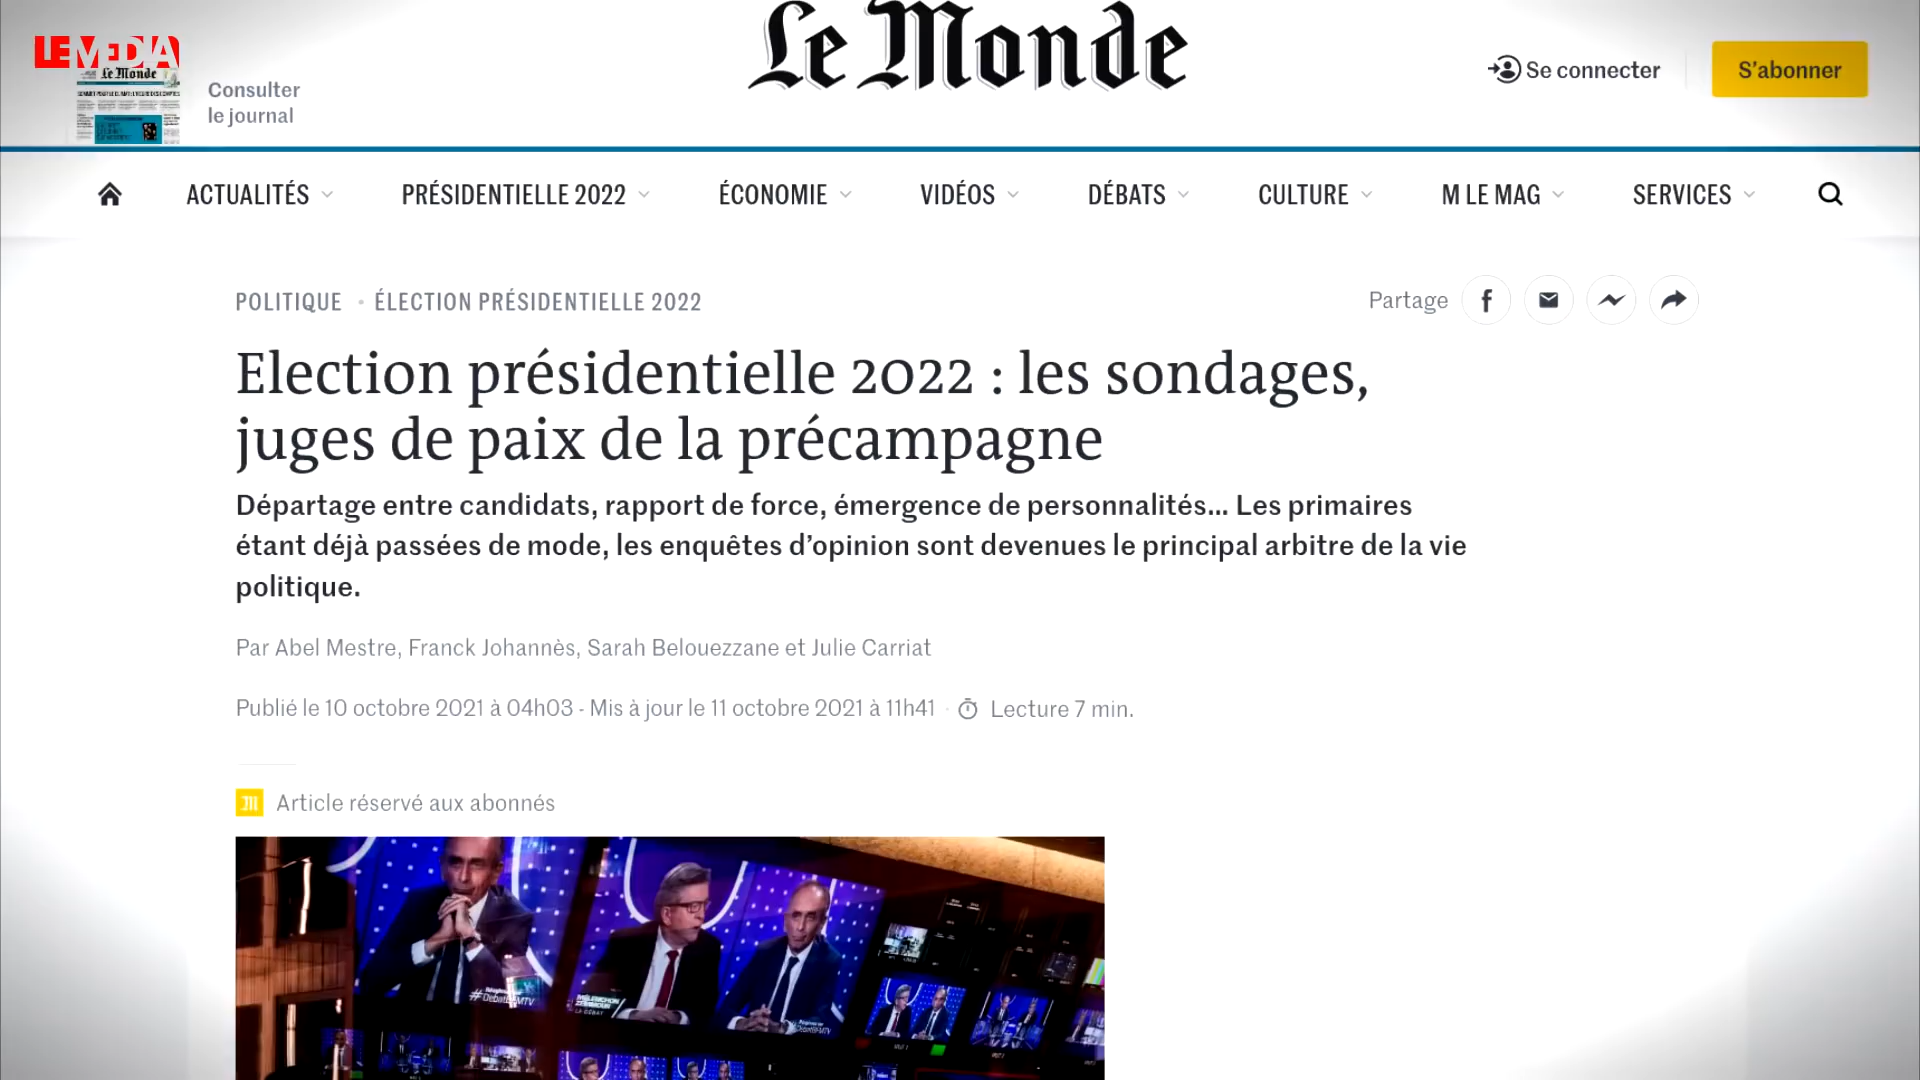 LEMEDIA
Le Monde
Consulter
le journal
Le Monde
Se connecter
S'abonner
ACTUALITÉS
PRÉSIDENTIELLE 2022
ÉCONOMIE
VIDÉOS
DÉBATS
CULTURE
M LE MAG
SERVICES
POLITIQUE • ÉLECTION PRÉSIDENTIELLE 2022
Partage
Election présidentielle 2022 : les sondages,
juges de paix de la précampagne
Départage entre candidats, rapport de force, émergence de personnalités... Les primaires
étant déjà passées de mode, les enquêtes d’opinion sont devenues le principal arbitre de la vie
politique.
Par Abel Mestre, Franck Johannès, Sarah Belouezzane et Julie Carriat
Publié le 10 octobre 2021 à 04h03 - Mis à jour le 11 octobre 2021 à 11h41 · Lecture 7 min.
Article réservé aux abonnés
#DebatBFMTV
MÉLENCHON
ZEMMOUR
LE DÉBAT